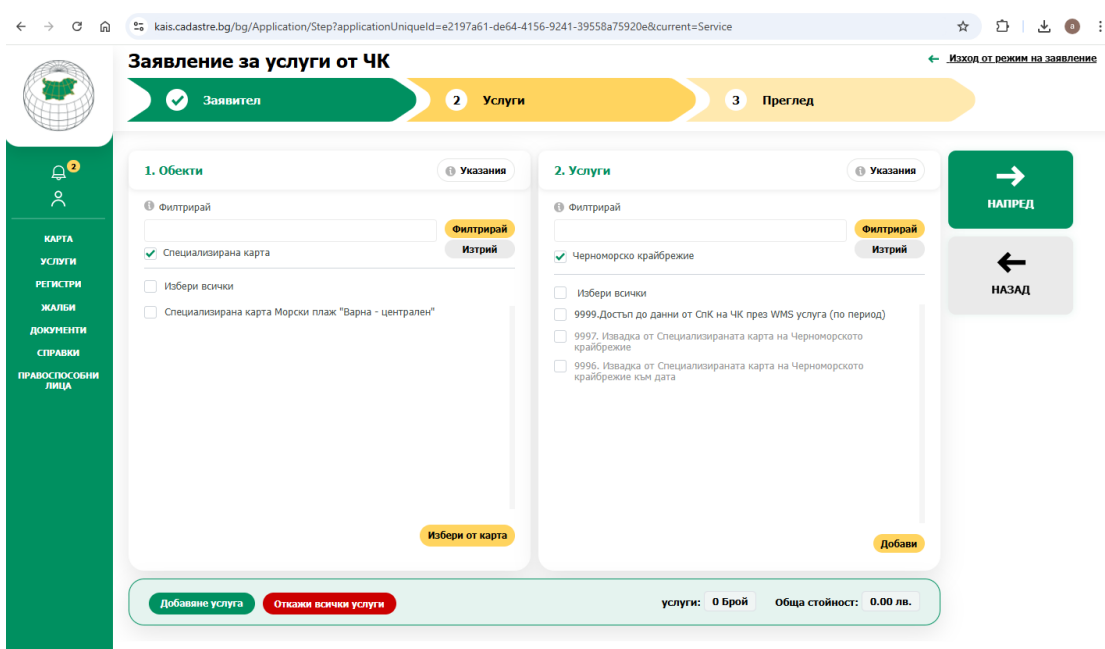 kais.cadastre.bg/bg/Application/Step?applicationUniqueId=e2197a61-de64-4156-9241-39558a75920e&current=Service
a
Заявление за услуги от ЧК
Изход от режим на заявление
Заявител
2 Услуги
3 Преглед
2
КАРТА
УСЛУГИ
РЕГИСТРИ
ЖАЛБИ
ДОКУМЕНТИ
СПРАВКИ
ПРАВОСПОСОБНИ
ЛИЦА
1. Обекти
Указания
Филтрирай
Филтрирай
Изтрий
Специализирана карта
Избери всички
Специализирана карта Морски плаж "Варна - централен"
Избери от карта
2. Услуги
Указания
Филтрирай
Филтрирай
Изтрий
Черноморско крайбрежие
Избери всички
9999.Достъп до данни от СпК на ЧК през WMS услуга (по период)
9997. Извадка от Специализираната карта на Черноморското
крайбрежие
9996. Извадка от Специализираната карта на Черноморското
крайбрежие към дата
Добави
НАПРЕД
НАЗАД
Добавяне услуга
Откажи всички услуги
услуги: 0 Брой
Обща стойност: 0.00 лв.